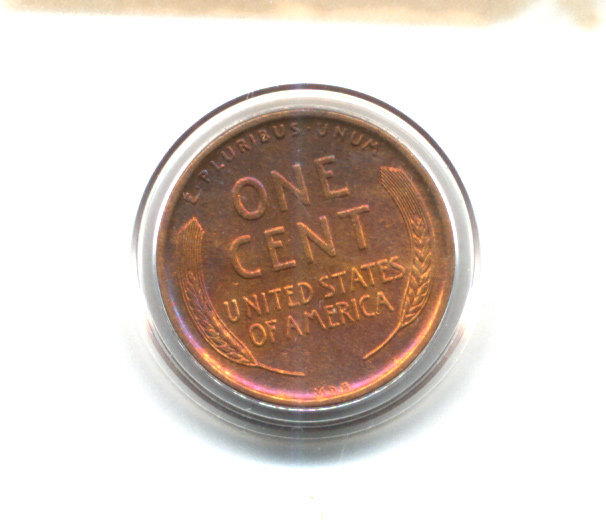 E·PLURIBUS·UNUM
ONE
CENT
UNITED STATES
OF AMERICA
V.D.B.